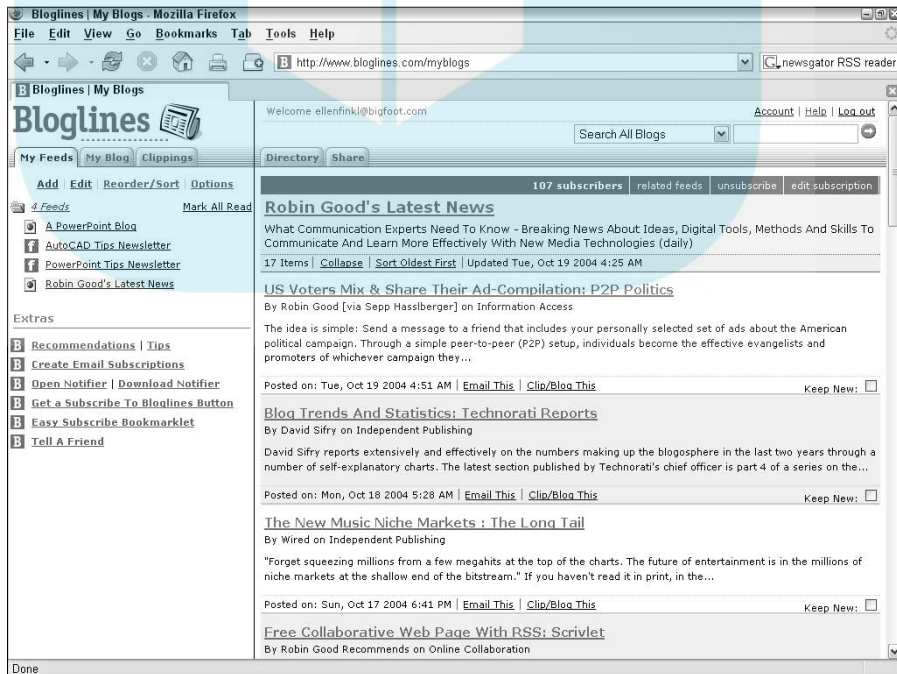 Bloglines | My Blogs - Mozilla Firefox
File Edit View Go Bookmarks Tab Tools Help
http://www.bloglines.com/myblogs
newsgator RSS reader
Bloglines | My Blogs
Bloglines
Welcome ellenfinkl@bigfoot.com
Account | Help | Log out
Search All Blogs
My Feeds My Blog Clippings
Directory Share
Add | Edit | Reorder/Sort | Options
4 Feeds Mark All Read
A PowerPoint Blog
AutoCAD Tips Newsletter
PowerPoint Tips Newsletter
Robin Good's Latest News
Extras
Recommendations | Tips
Create Email Subscriptions
Open Notifier | Download Notifier
Get a Subscribe To Bloglines Button
Easy Subscribe Bookmarklet
Tell A Friend
107 subscribers | related feeds | unsubscribe | edit subscription
Robin Good's Latest News
What Communication Experts Need To Know - Breaking News About Ideas, Digital Tools, Methods And Skills To
Communicate And Learn More Effectively With New Media Technologies (daily)
17 Items | Collapse | Sort Oldest First | Updated Tue, Oct 19 2004 4:25 AM
US Voters Mix & Share Their Ad-Compilation: P2P Politics
By Robin Good [via Sepp Hasslberger] on Information Access
The idea is simple: Send a message to a friend that includes your personally selected set of ads about the American
political campaign. Through a simple peer-to-peer (P2P) setup, individuals become the effective evangelists and
promoters of whichever campaign they...
Posted on: Tue, Oct 19 2004 4:51 AM | Email This | Clip/Blog This Keep New:
Blog Trends And Statistics: Technorati Reports
By David Sifry on Independent Publishing
David Sifry reports extensively and effectively on the numbers making up the blogosphere in the last two years through a
number of self-explanatory charts. The latest section published by Technorati's chief officer is part 4 of a series on the...
Posted on: Mon, Oct 18 2004 5:28 AM | Email This | Clip/Blog This Keep New:
The New Music Niche Markets : The Long Tail
By Wired on Independent Publishing
"Forget squeezing millions from a few megahits at the top of the charts. The future of entertainment is in the millions of
niche markets at the shallow end of the bitstream." If you haven't read it in print, in the...
Posted on: Sun, Oct 17 2004 6:41 PM | Email This | Clip/Blog This Keep New:
Free Collaborative Web Page With RSS: Scrivlet
By Robin Good Recommends on Online Collaboration
Done